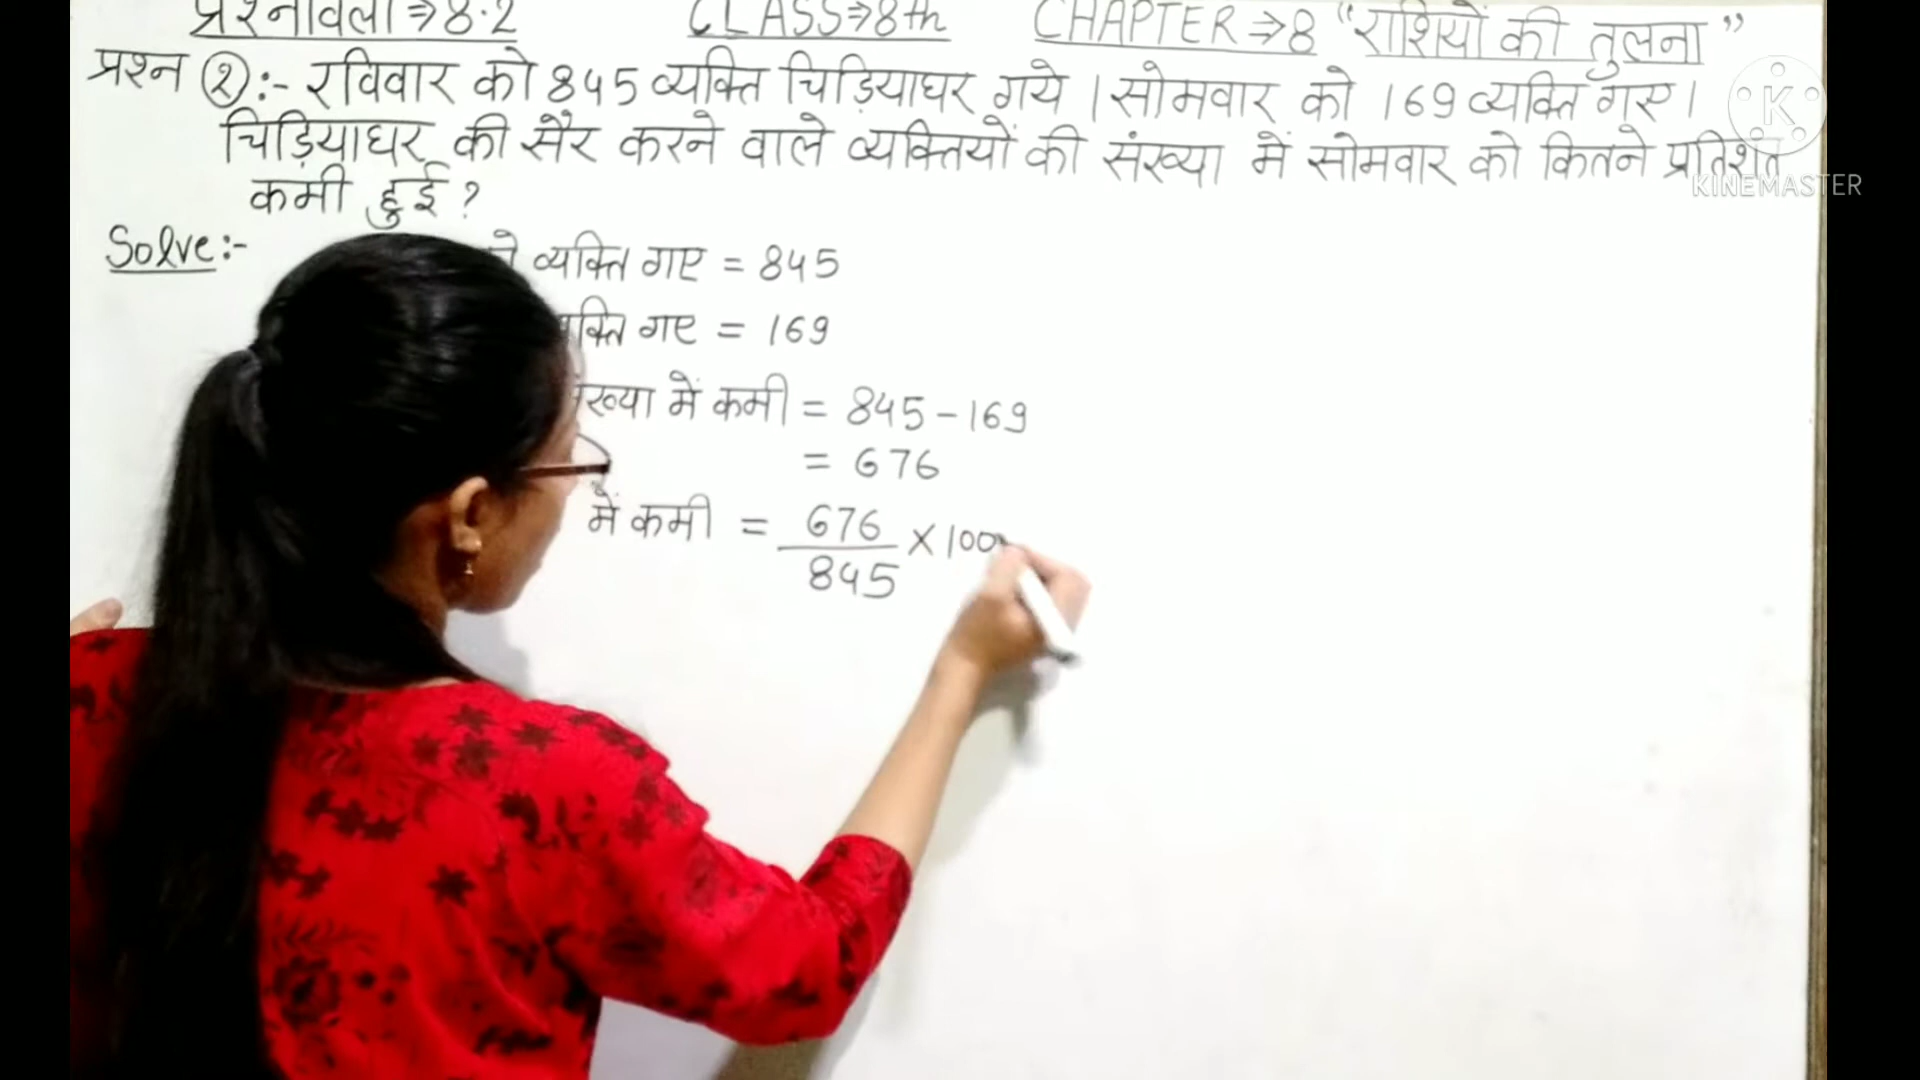 प्रश्नावली ⇒ 8.2 CLASS ⇒ 8th CHAPTER ⇒ 8 "राशियों की तुलना"
प्रश्न ②:- रविवार को 845 व्यक्ति चिड़ियाघर गये । सोमवार को 169 व्यक्ति गए ।
चिड़ियाघर की सैर करने वाले व्यक्तियों की संख्या में सोमवार को कितने प्रतिशत
कमी हुई ?
K
KINEMASTER
Solve:-
व्यक्ति गए = 845
गए = 169
में कमी = 845 - 169
= 676
में कमी = 676/845 × 100